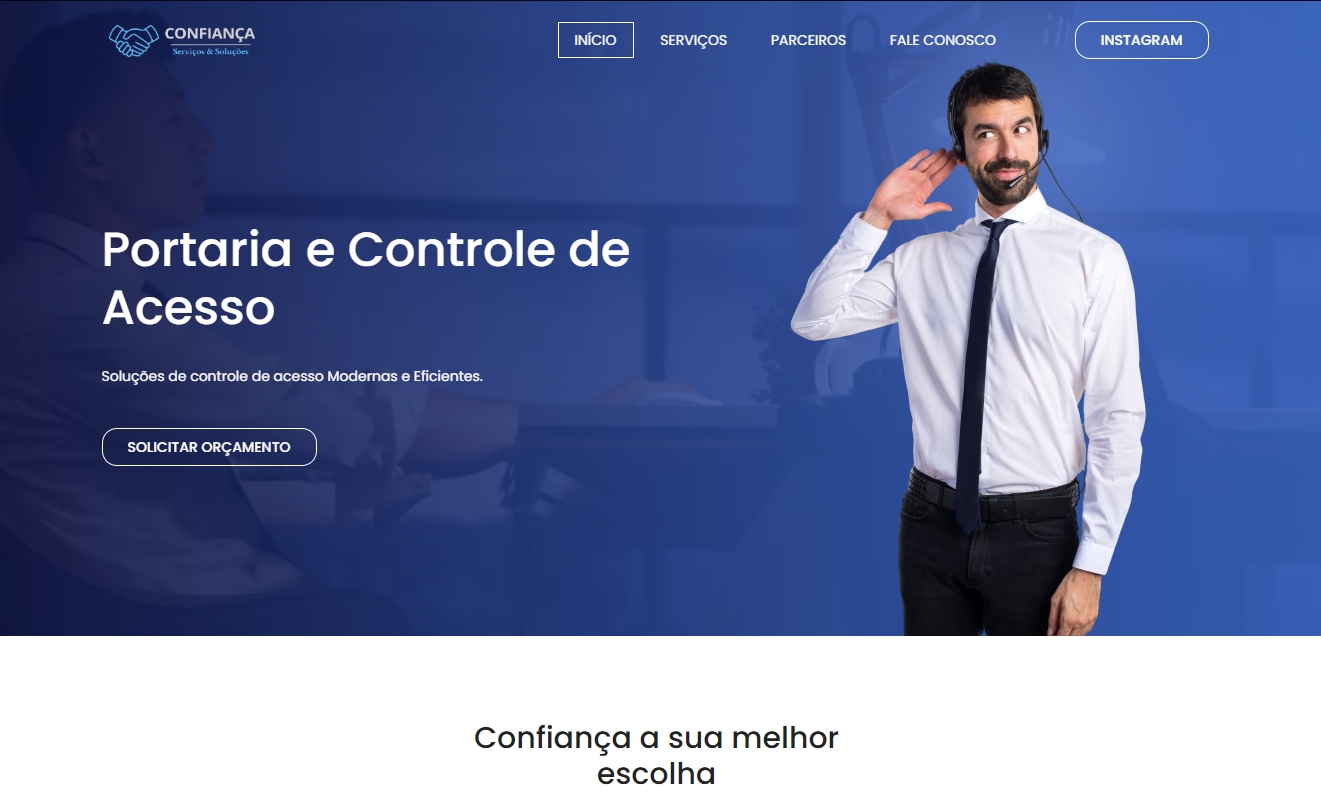 CONFIANÇA
Serviços & Soluções
INÍCIO
SERVIÇOS
PARCEIROS
FALE CONOSCO
INSTAGRAM
Portaria e Controle de
Acesso
Soluções de controle de acesso Modernas e Eficientes.
SOLICITAR ORÇAMENTO
Confiança a sua melhor
escolha